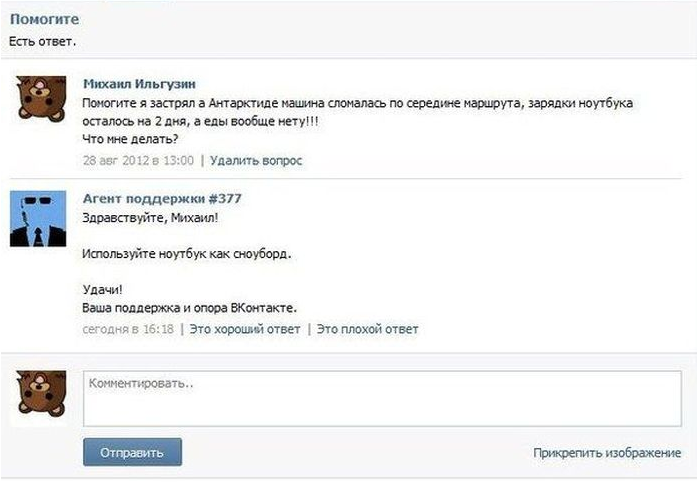 Помогите
Есть ответ.
Михаил Ильгузин
Помогите я застрял а Антарктиде машина сломалась по середине маршрута, зарядки ноутбука
осталось на 2 дня, а еды вообще нету!!!
Что мне делать?
28 авг 2012 в 13:00 | Удалить вопрос
Агент поддержки #377
Здравствуйте, Михаил!
Используйте ноутбук как сноуборд.
Удачи!
Ваша поддержка и опора ВКонтакте.
сегодня в 16:18 | Это хороший ответ | Это плохой ответ
Комментировать..
Отправить
Прикрепить изображение